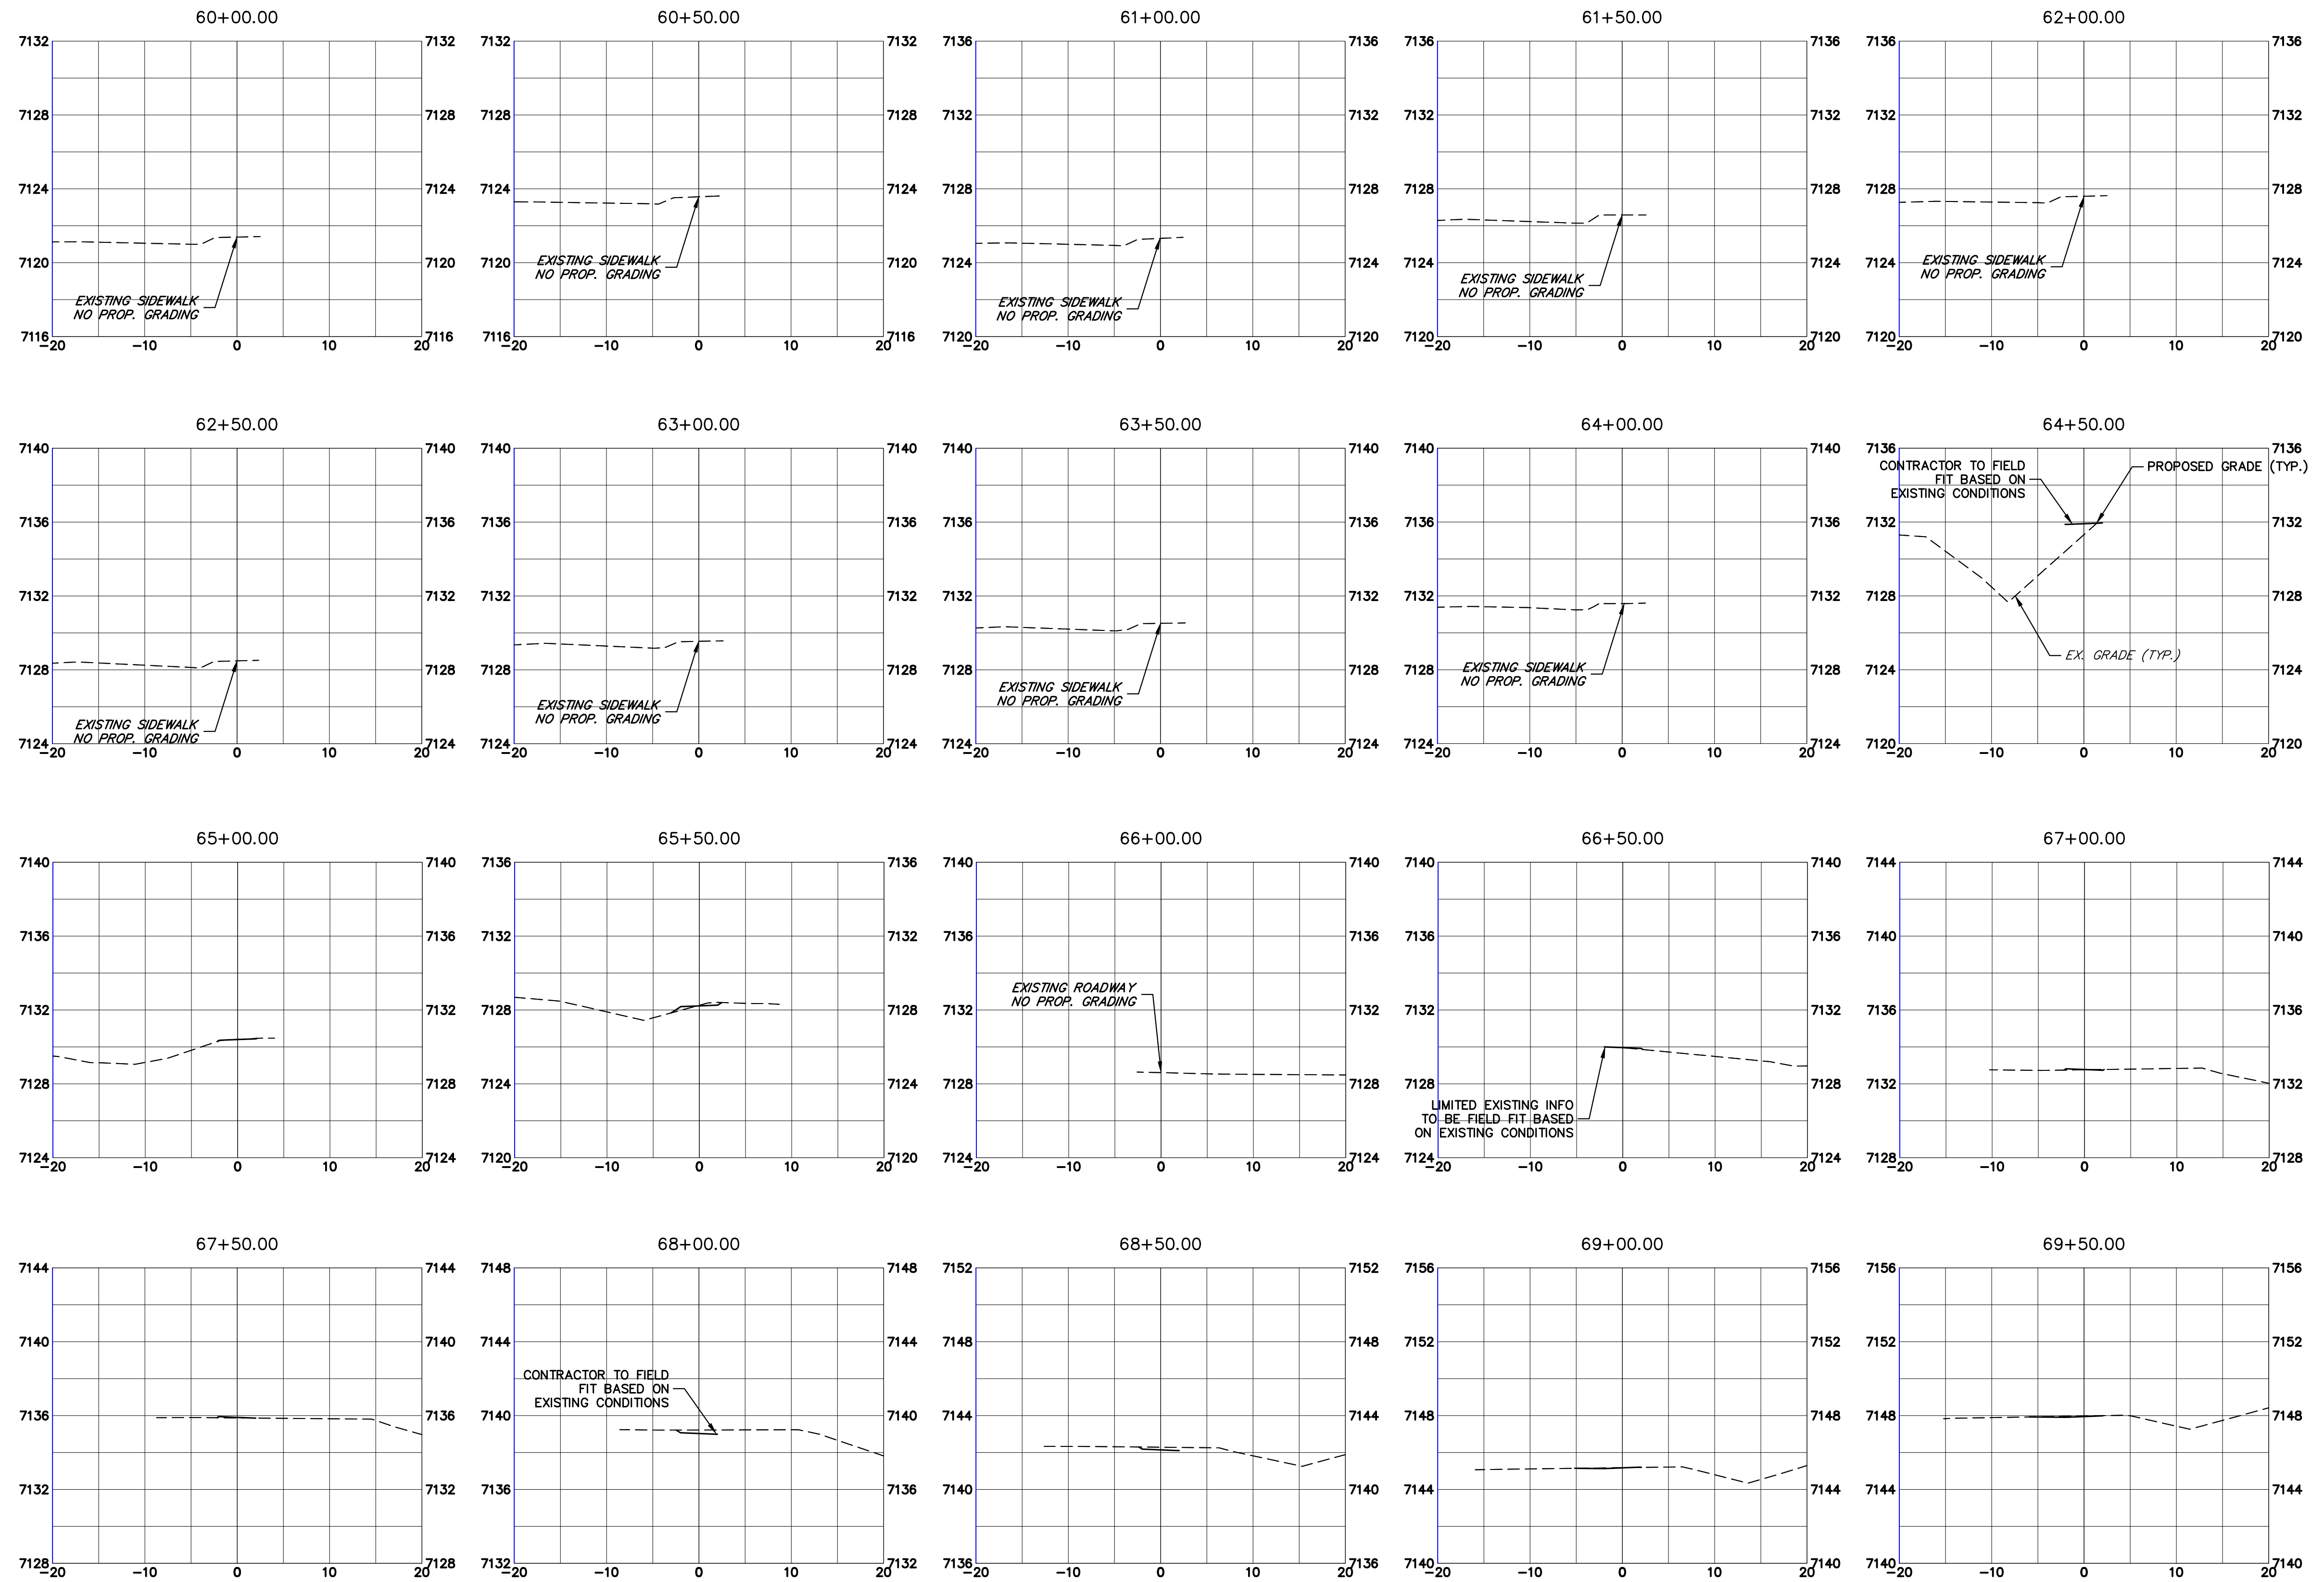 60+00.00
7132 7132
7128 7128
7124 7124
7120 7120
EXISTING SIDEWALK
NO PROP. GRADING
7116 7116
-20 -10 0 10 20
60+50.00
7132 7132
7128 7128
7124 7124
7120 7120
EXISTING SIDEWALK
NO PROP. GRADING
7116 7116
-20 -10 0 10 20
61+00.00
7136 7136
7132 7132
7128 7128
7124 7124
EXISTING SIDEWALK
NO PROP. GRADING
7120 7120
-20 -10 0 10 20
61+50.00
7136 7136
7132 7132
7128 7128
7124 7124
EXISTING SIDEWALK
NO PROP. GRADING
7120 7120
-20 -10 0 10 20
62+00.00
7136 7136
7132 7132
7128 7128
7124 7124
EXISTING SIDEWALK
NO PROP. GRADING
7120 7120
-20 -10 0 10 20
62+50.00
7140 7140
7136 7136
7132 7132
7128 7128
EXISTING SIDEWALK
NO PROP. GRADING
7124 7124
-20 -10 0 10 20
63+00.00
7140 7140
7136 7136
7132 7132
7128 7128
EXISTING SIDEWALK
NO PROP. GRADING
7124 7124
-20 -10 0 10 20
63+50.00
7140 7140
7136 7136
7132 7132
7128 7128
EXISTING SIDEWALK
NO PROP. GRADING
7124 7124
-20 -10 0 10 20
64+00.00
7140 7140
7136 7136
7132 7132
7128 7128
EXISTING SIDEWALK
NO PROP. GRADING
7124 7124
-20 -10 0 10 20
64+50.00
7136 7136
CONTRACTOR TO FIELD
FIT BASED ON
EXISTING CONDITIONS
PROPOSED GRADE (TYP.)
7132 7132
7128 7128
EX. GRADE (TYP.)
7124 7124
7120 7120
-20 -10 0 10 20
65+00.00
7140 7140
7136 7136
7132 7132
7128 7128
7124 7124
-20 -10 0 10 20
65+50.00
7136 7136
7132 7132
7128 7128
7124 7124
7120 7120
-20 -10 0 10 20
66+00.00
7140 7140
7136 7136
EXISTING ROADWAY
NO PROP. GRADING
7132 7132
7128 7128
7124 7124
-20 -10 0 10 20
66+50.00
7140 7140
7136 7136
7132 7132
7128 7128
LIMITED EXISTING INFO
TO BE FIELD FIT BASED
ON EXISTING CONDITIONS
7124 7124
-20 -10 0 10 20
67+00.00
7144 7144
7140 7140
7136 7136
7132 7132
7128 7128
-20 -10 0 10 20
67+50.00
7144 7144
7140 7140
7136 7136
7132 7132
7128 7128
-20 -10 0 10 20
68+00.00
7148 7148
7144 7144
CONTRACTOR TO FIELD
FIT BASED ON
EXISTING CONDITIONS
7140 7140
7136 7136
7132 7132
-20 -10 0 10 20
68+50.00
7152 7152
7148 7148
7144 7144
7140 7140
7136 7136
-20 -10 0 10 20
69+00.00
7156 7156
7152 7152
7148 7148
7144 7144
7140 7140
-20 -10 0 10 20
69+50.00
7156 7156
7152 7152
7148 7148
7144 7144
7140 7140
-20 -10 0 10 20